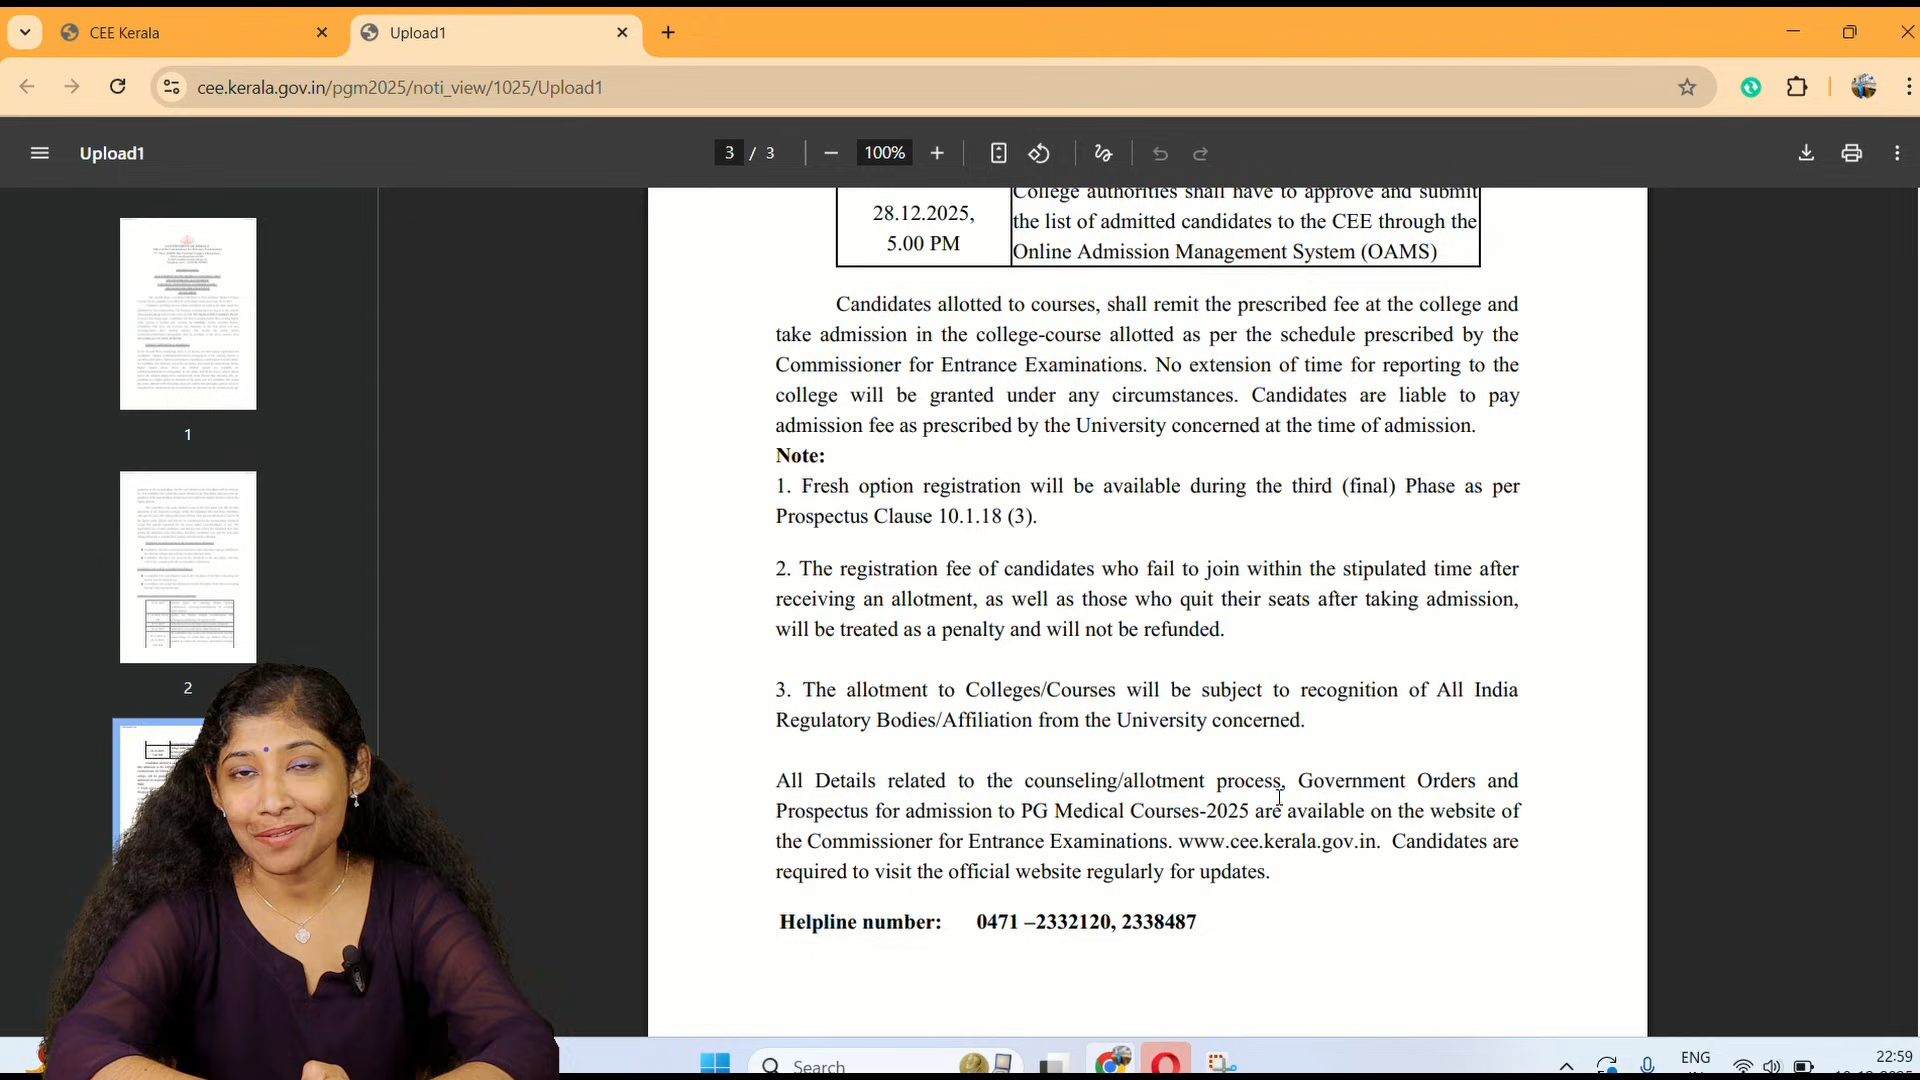 CEE Kerala
Upload1
cee.kerala.gov.in/pgm2025/noti_view/1025/Upload1
Upload1
3 / 3
100%
1
2
28.12.2025,
5.00 PM
College authorities shall have to approve and submit
the list of admitted candidates to the CEE through the
Online Admission Management System (OAMS)
Candidates allotted to courses, shall remit the prescribed fee at the college and
take admission in the college-course allotted as per the schedule prescribed by the
Commissioner for Entrance Examinations. No extension of time for reporting to the
college will be granted under any circumstances. Candidates are liable to pay
admission fee as prescribed by the University concerned at the time of admission.
Note:
1. Fresh option registration will be available during the third (final) Phase as per
Prospectus Clause 10.1.18 (3).
2. The registration fee of candidates who fail to join within the stipulated time after
receiving an allotment, as well as those who quit their seats after taking admission,
will be treated as a penalty and will not be refunded.
3. The allotment to Colleges/Courses will be subject to recognition of All India
Regulatory Bodies/Affiliation from the University concerned.
All Details related to the counseling/allotment process, Government Orders and
Prospectus for admission to PG Medical Courses-2025 are available on the website of
the Commissioner for Entrance Examinations. www.cee.kerala.gov.in. Candidates are
required to visit the official website regularly for updates.
Helpline number: 0471 –2332120, 2338487
Search
ENG
22:59